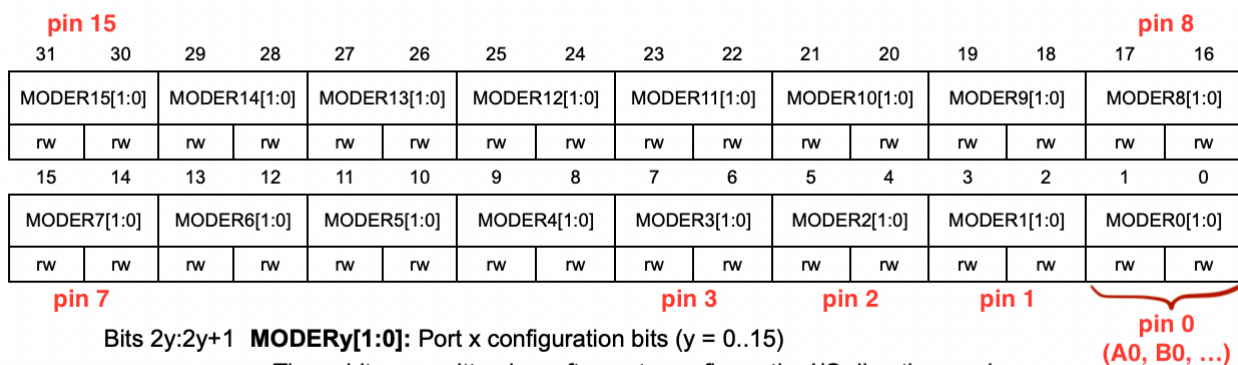 pin 15 pin 8
31 30 29 28 27 26 25 24 23 22 21 20 19 18 17 16
MODER15[1:0] MODER14[1:0] MODER13[1:0] MODER12[1:0] MODER11[1:0] MODER10[1:0] MODER9[1:0] MODER8[1:0]
rw rw rw rw rw rw rw rw rw rw rw rw rw rw rw rw
15 14 13 12 11 10 9 8 7 6 5 4 3 2 1 0
MODER7[1:0] MODER6[1:0] MODER5[1:0] MODER4[1:0] MODER3[1:0] MODER2[1:0] MODER1[1:0] MODER0[1:0]
rw rw rw rw rw rw rw rw rw rw rw rw rw rw rw rw
pin 7 pin 3 pin 2 pin 1
pin 0
(A0, B0, ...)
Bits 2y:2y+1 MODERy[1:0]: Port x configuration bits (y = 0..15)